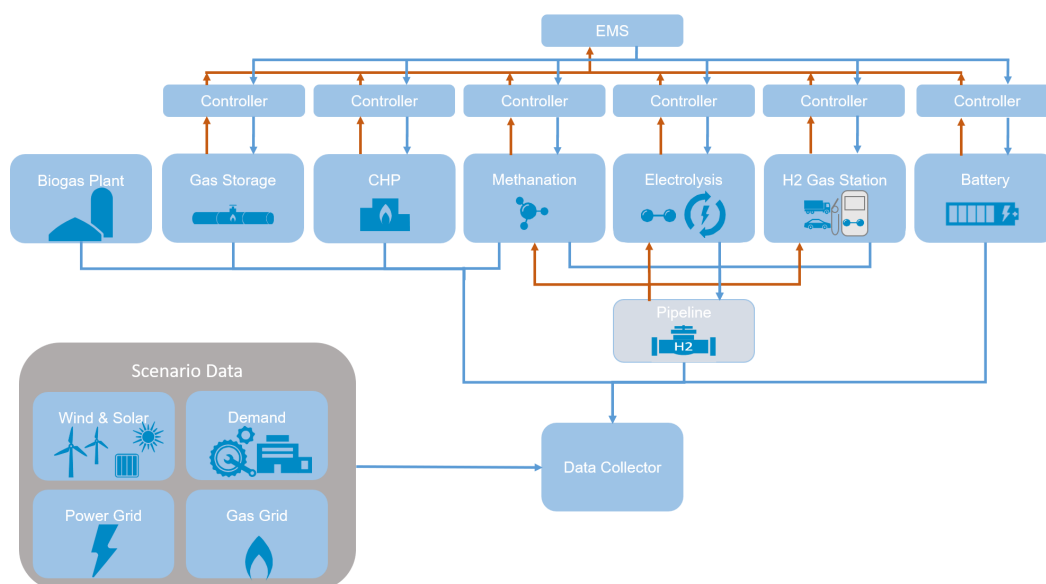 EMS
Controller
Controller
Controller
Controller
Controller
Controller
Biogas Plant
Gas Storage
CHP
Methanation
Electrolysis
H2 Gas Station
Battery
Pipeline
H2
Scenario Data
Wind & Solar
Demand
Data Collector
Power Grid
Gas Grid